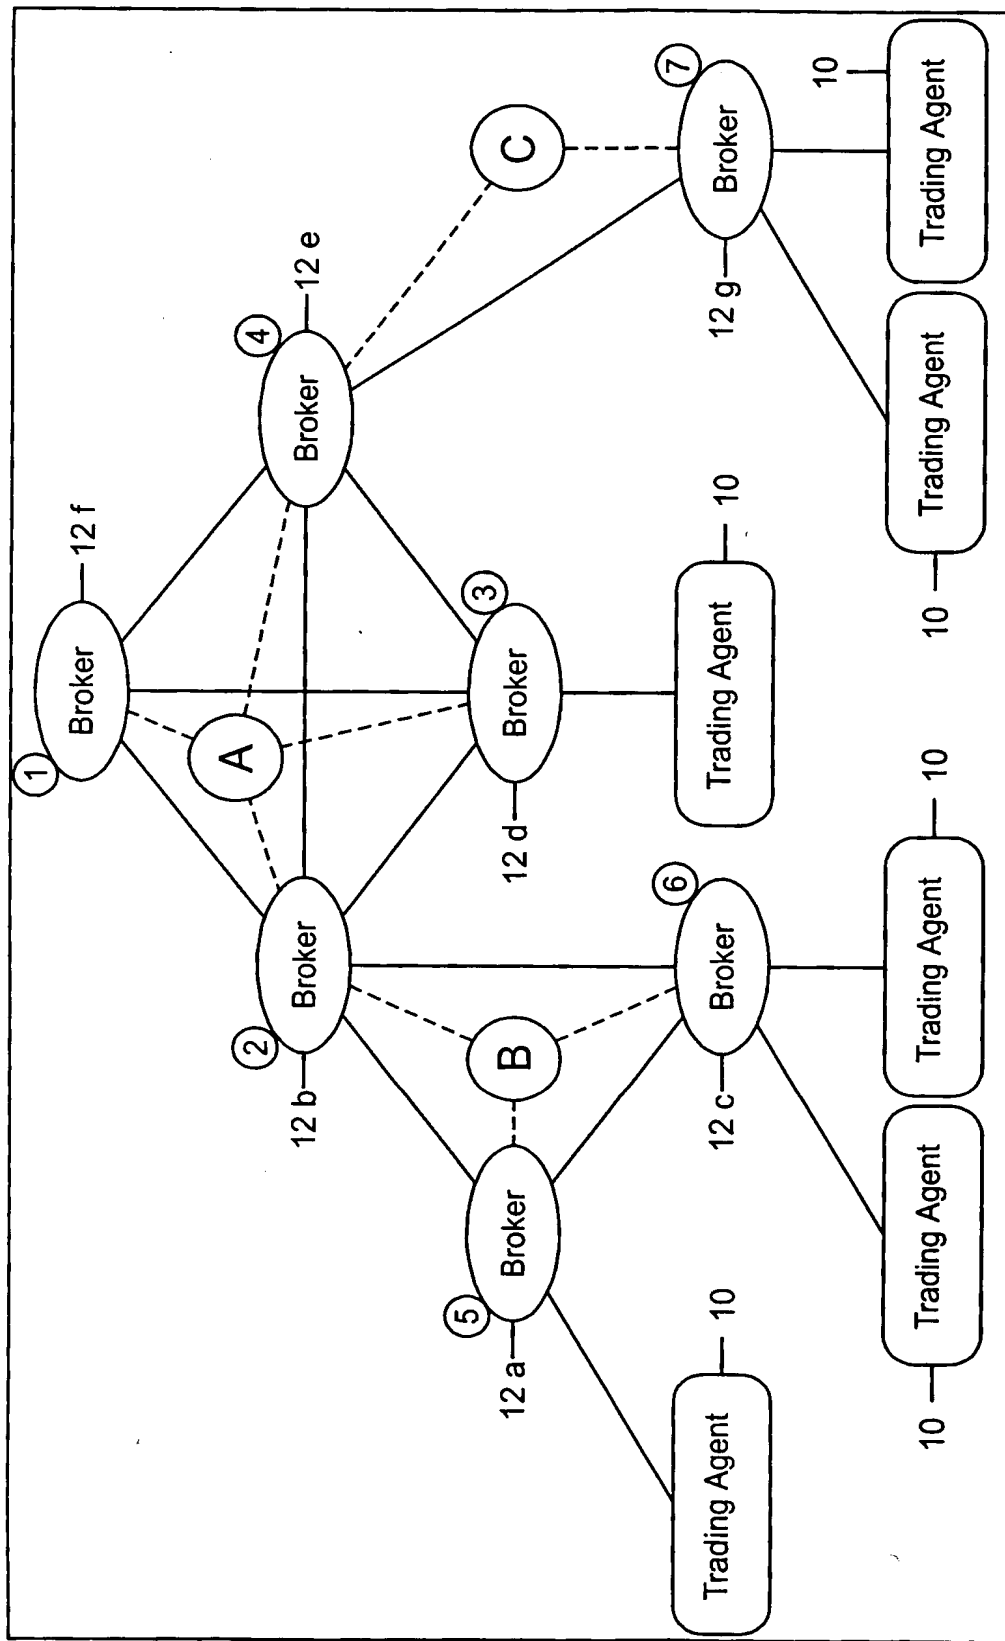 1
Broker
12 f
2
A
4
12 b
Broker
Broker
12 e
5
3
12 a
Broker
B
12 d
Broker
C
6
7
Trading Agent
10
12 c
Broker
Trading Agent
10
12 g
Broker
10
10
Trading Agent
Trading Agent
10
10
Trading Agent
Trading Agent